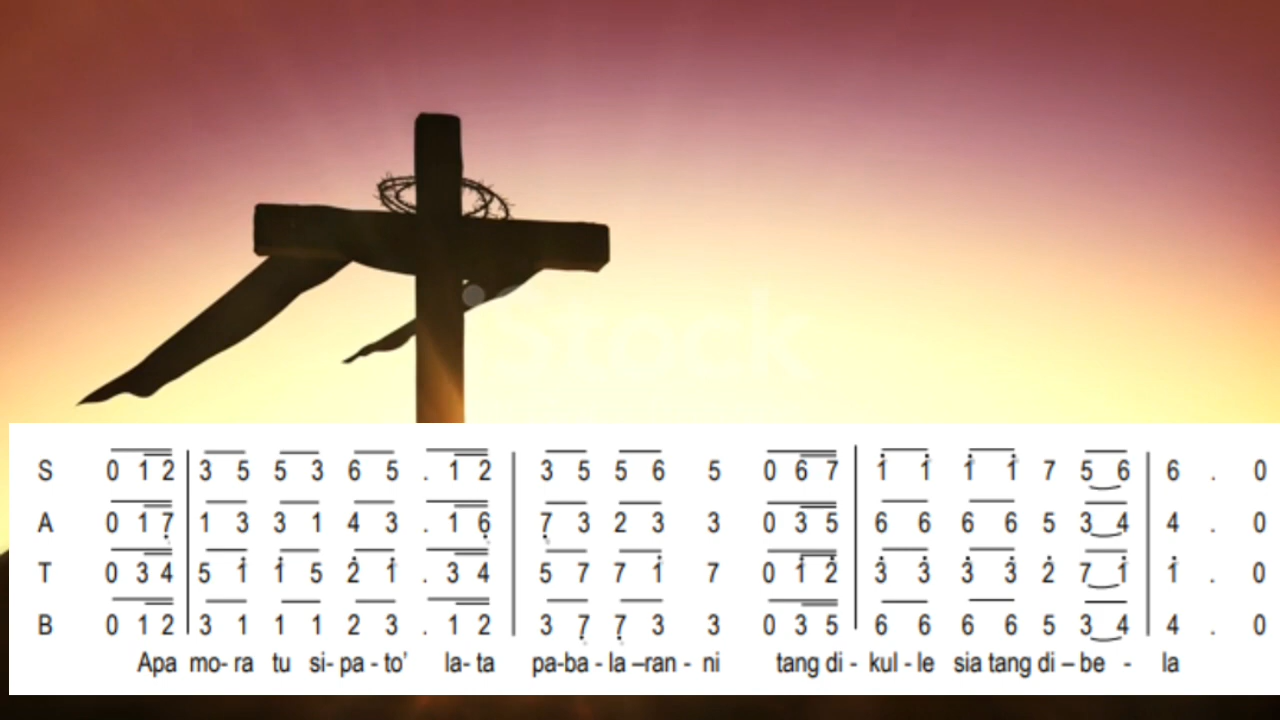 iStock
S 0 1 2 | 3 5 5 3 6 5 . 1 2 | 3 5 5 6 5 0 6 7 | 1̇ 1̇ 1̇ 1̇ 7 5 6 | 6 . 0
A 0 1 7̣ | 1 3 3 1 4 3 . 1 6̣ | 7̣ 3 2 3 3 0 3 5 | 6 6 6 6 5 3 4 | 4 . 0
T 0 3 4 | 5 1̇ 1̇ 5 2̇ 1̇ . 3 4 | 5 7 7 1̇ 7 0 1̇ 2̇ | 3̇ 3̇ 3̇ 3̇ 2̇ 7 1̇ | 1̇ . 0
B 0 1 2 | 3 1 1 1 2 3 . 1 2 | 3 7̣ 7̣ 3 3 0 3 5 | 6 6 6 6 5 3 4 | 4 . 0
Apa mo- ra tu si- pa - to’ la- ta pa-ba - la –ran - ni tang di - kul - le sia tang di – be - la